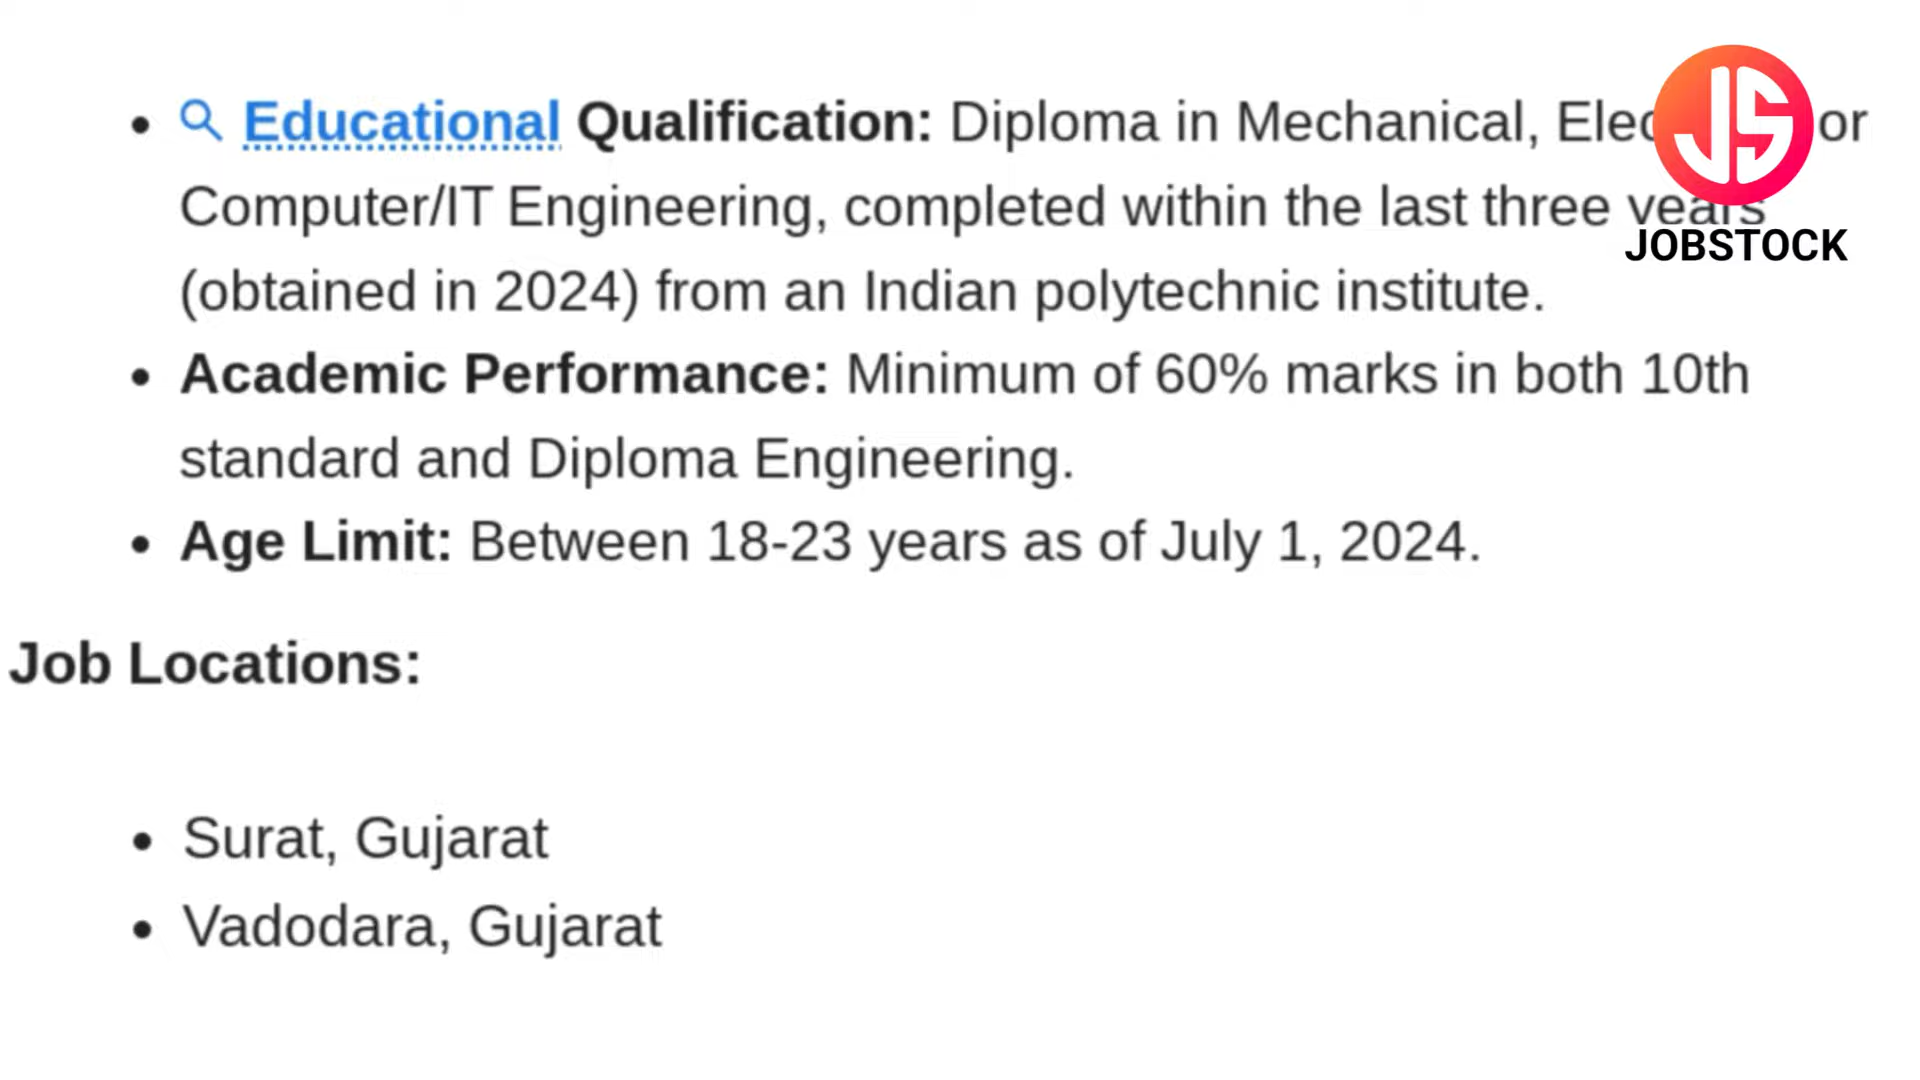 • Educational Qualification: Diploma in Mechanical, or
Computer/IT Engineering, completed within the last three years
(obtained in 2024) from an Indian polytechnic institute.
• Academic Performance: Minimum of 60% marks in both 10th
standard and Diploma Engineering.
• Age Limit: Between 18-23 years as of July 1, 2024.
Job Locations:
• Surat, Gujarat
• Vadodara, Gujarat
JS
JOBSTOCK